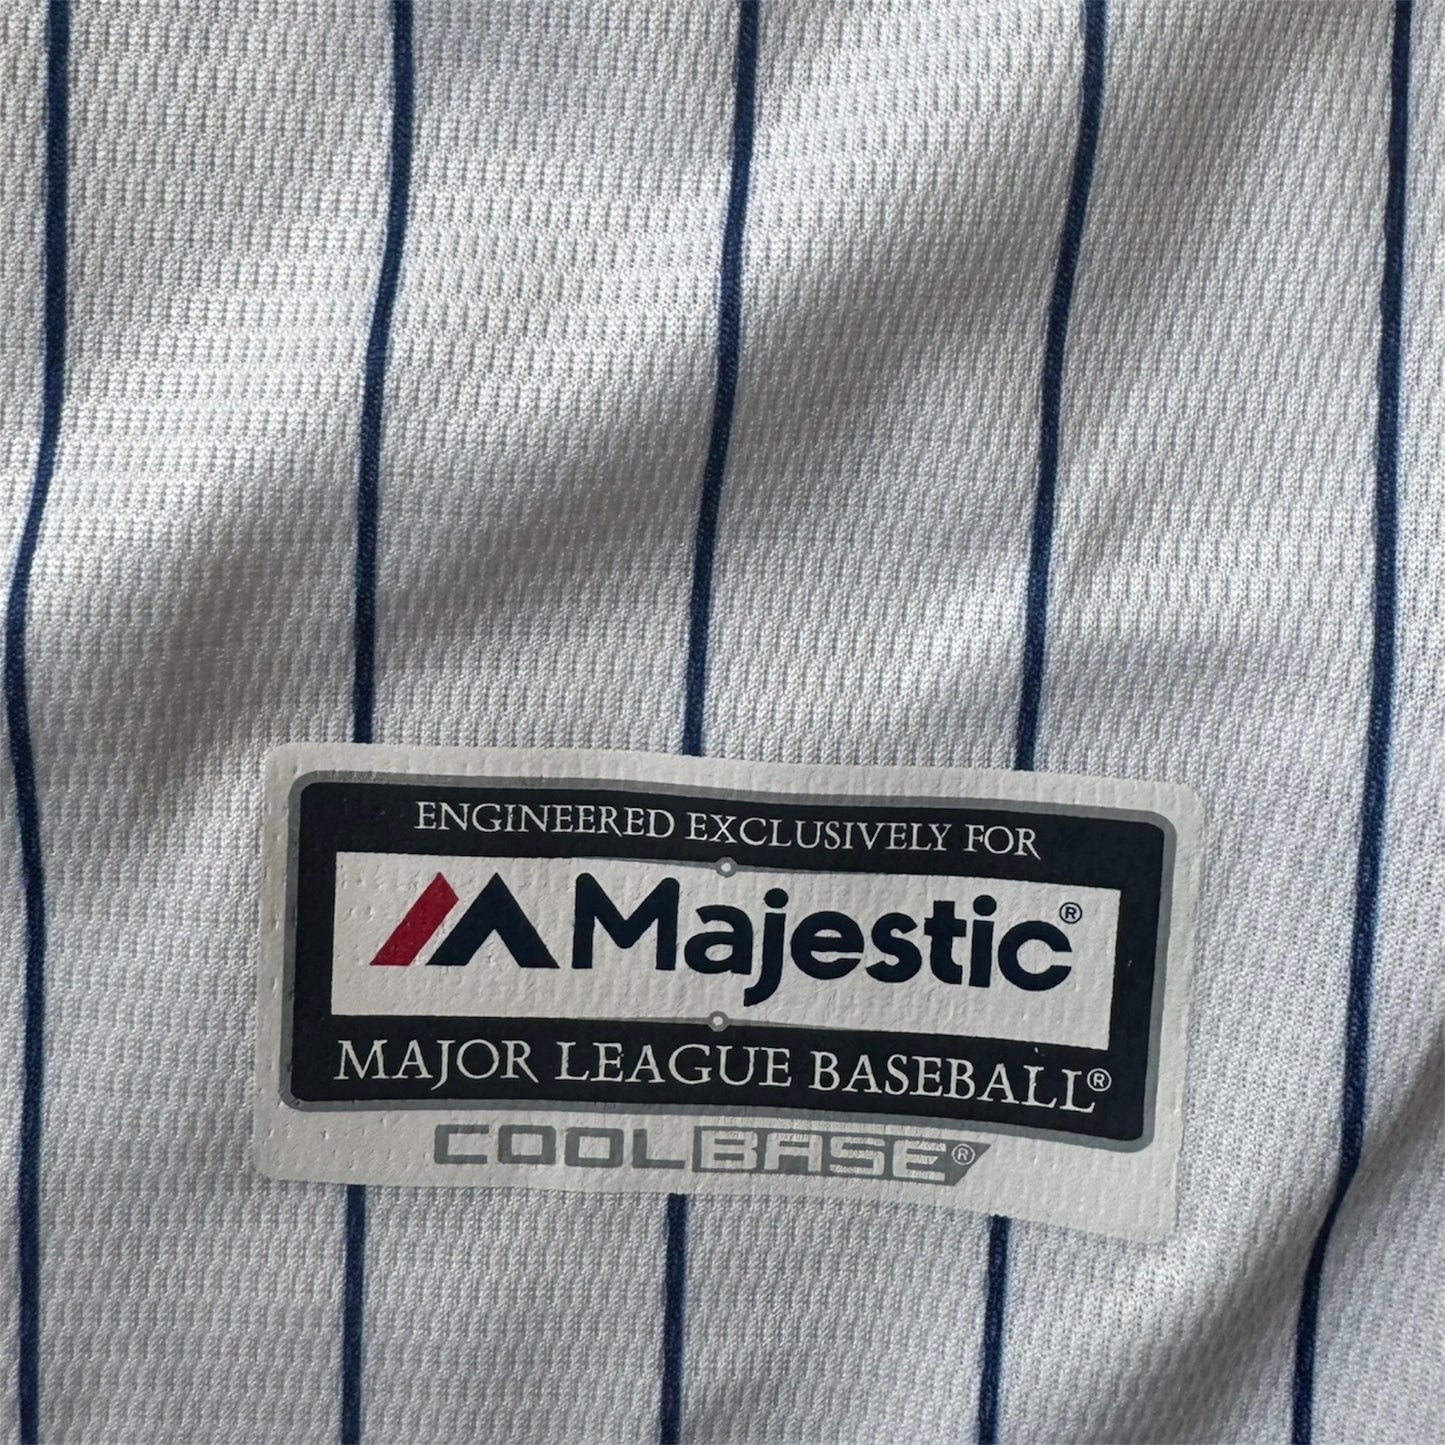 ENGINEERED EXCLUSIVELY FOR
Majestic®
MAJOR LEAGUE BASEBALL®
COOLBASE®